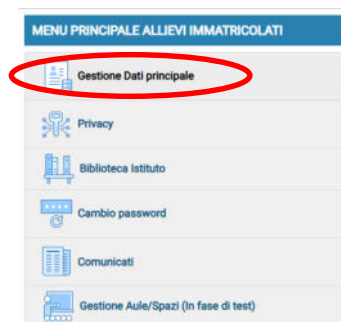 MENU PRINCIPALE ALLIEVI IMMATRICOLATI
Gestione Dati principale
Privacy
Biblioteca Istituto
Cambio password
Comunicati
Gestione Aule/Spazi (In fase di test)